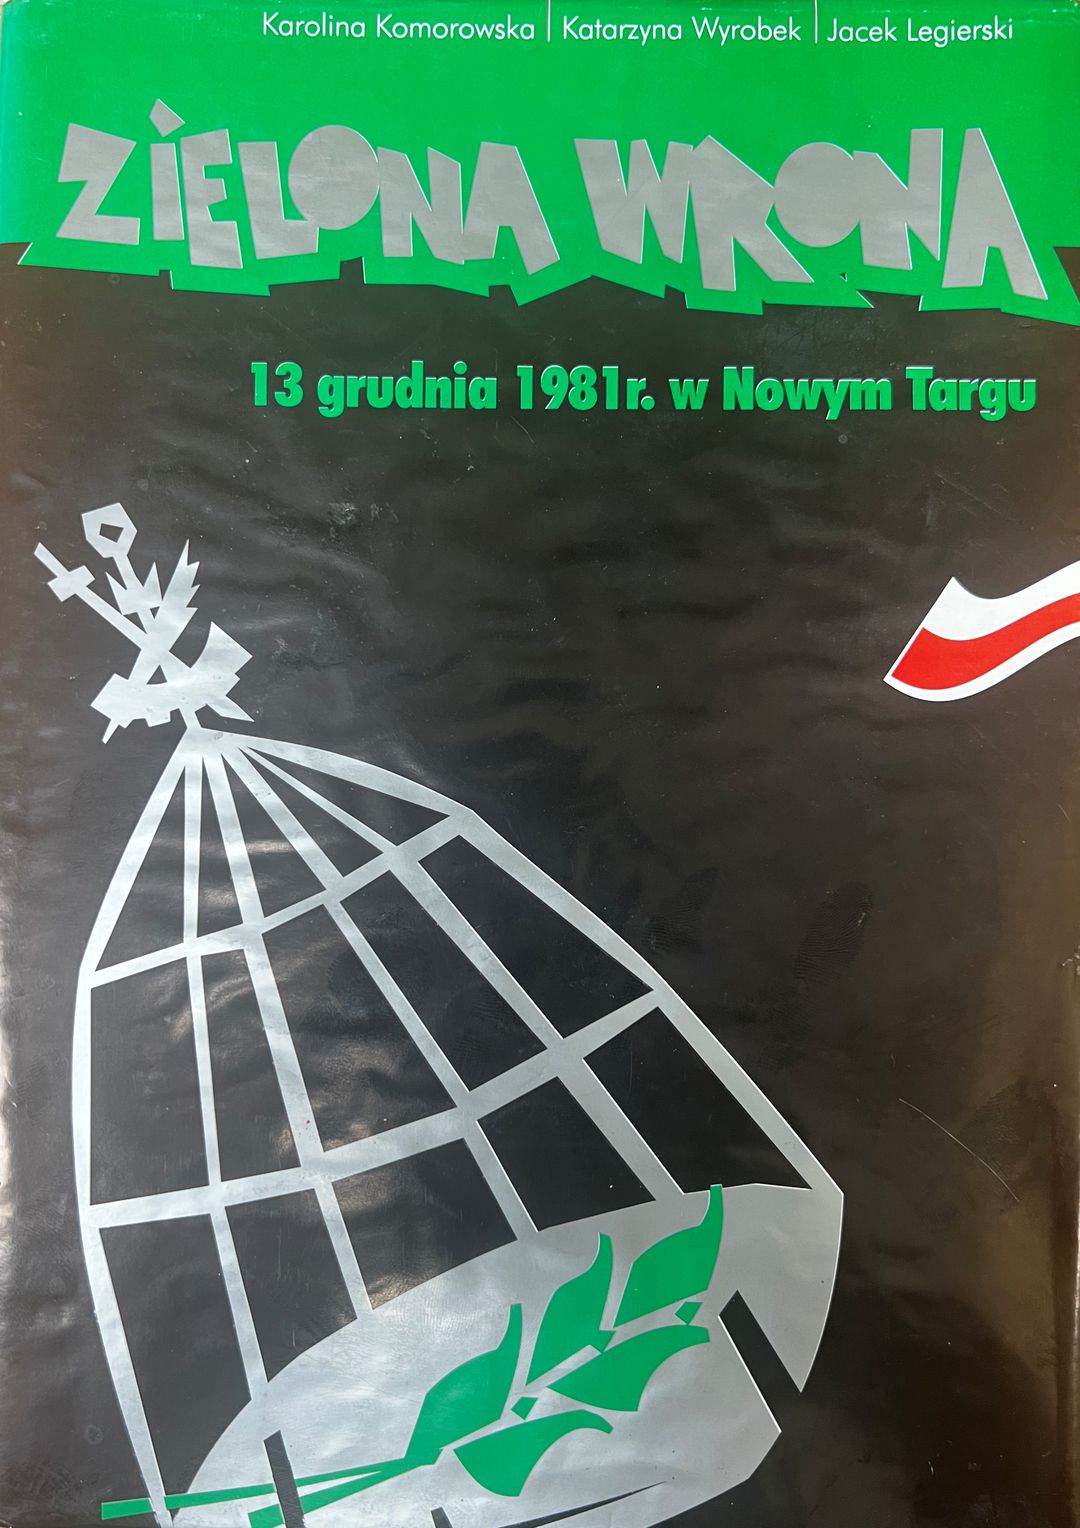 Karolina Komorowska | Katarzyna Wyrobek | Jacek Legierski
ZIELONA WRONA
13 grudnia 1981r. w Nowym Targu